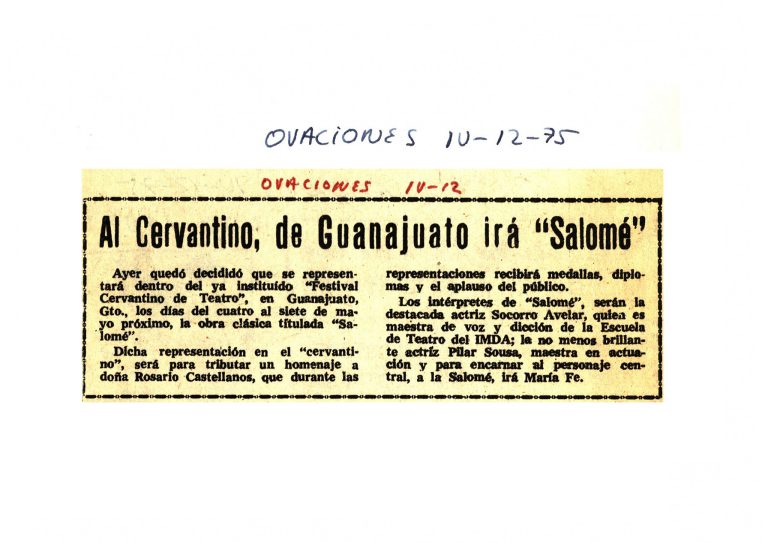 OVACIONES IV-12-75
OVACIONES IV-12
Al Cervantino, de Guanajuato irá "Salomé"
Ayer quedó decidido que se represen-
tará dentro del ya instituído "Festival
Cervantino de Teatro", en Guanajuato,
Gto., los días del cuatro al siete de ma-
yo próximo, la obra clásica titulada "Sa-
lomé".
Dicha representación en el "cervanti-
no", será para tributar un homenaje a
doña Rosario Castellanos, que durante las
representaciones recibirá medallas, diplo-
mas y el aplauso del público.
Los intérpretes de "Salomé", serán la
destacada actriz Socorro Avelar, quien es
maestra de voz y dicción de la Escuela
de Teatro del IMDA; la no menos brillan-
te actríz Pilar Sousa, maestra en actua-
ción y para encarnar al personaje cen-
tral, a la Salomé, irá María Fe.